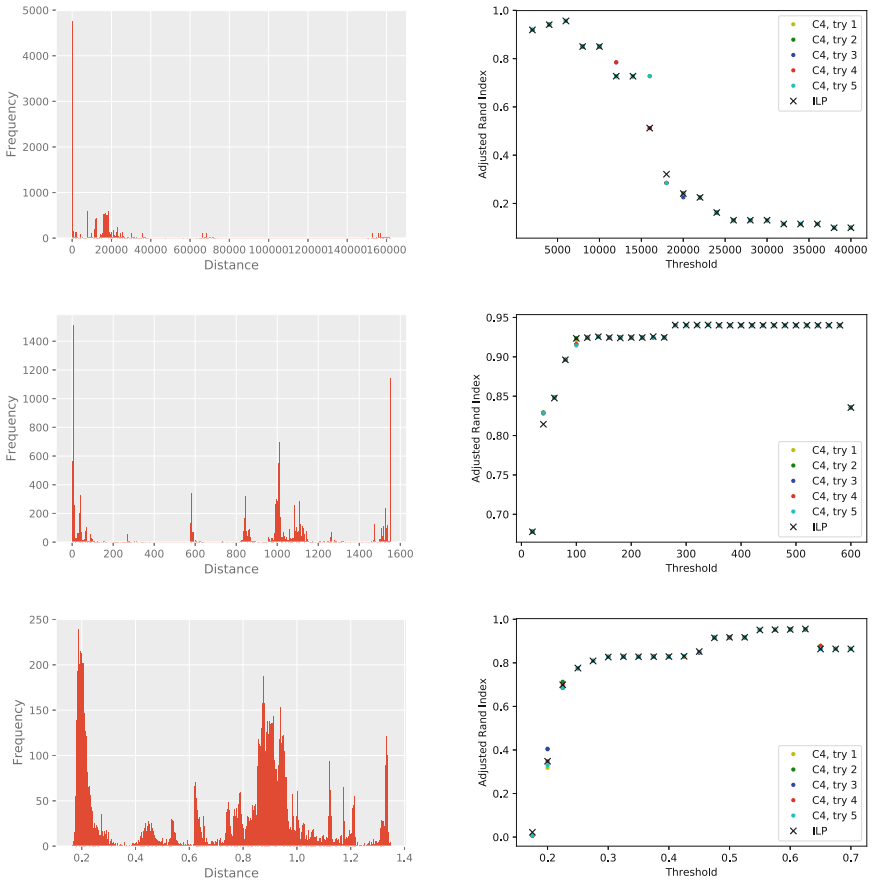 5000
4000
3000
2000
1000
0
Frequency
0 20000 40000 60000 80000 100000 120000 140000 160000
Distance
1.0
0.8
0.6
0.4
0.2
Adjusted Rand Index
C4, try 1
C4, try 2
C4, try 3
C4, try 4
C4, try 5
ILP
5000 10000 15000 20000 25000 30000 35000 40000
Threshold
1400
1200
1000
800
600
400
200
0
Frequency
0 200 400 600 800 1000 1200 1400 1600
Distance
0.95
0.90
0.85
0.80
0.75
0.70
Adjusted Rand Index
C4, try 1
C4, try 2
C4, try 3
C4, try 4
C4, try 5
ILP
0 100 200 300 400 500 600
Threshold
250
200
150
100
50
0
Frequency
0.2 0.4 0.6 0.8 1.0 1.2 1.4
Distance
1.0
0.8
0.6
0.4
0.2
0.0
Adjusted Rand Index
C4, try 1
C4, try 2
C4, try 3
C4, try 4
C4, try 5
ILP
0.2 0.3 0.4 0.5 0.6 0.7
Threshold